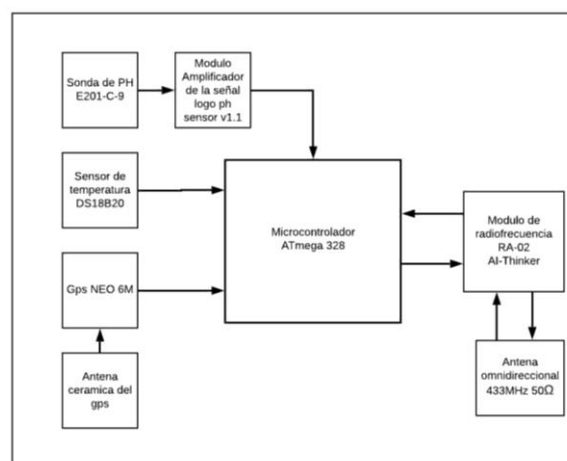 Sonda de PH
E201-C-9
Modulo
Amplificador
de la señal
logo ph
sensor v1.1
Sensor de
temperatura
DS18B20
Microcontrolador
ATmega 328
Modulo de
radiofrecuencia
RA-02
AI-Thinker
Gps NEO 6M
Antena
ceramica del
gps
Antena
omnidireccional
433MHz 50Ω